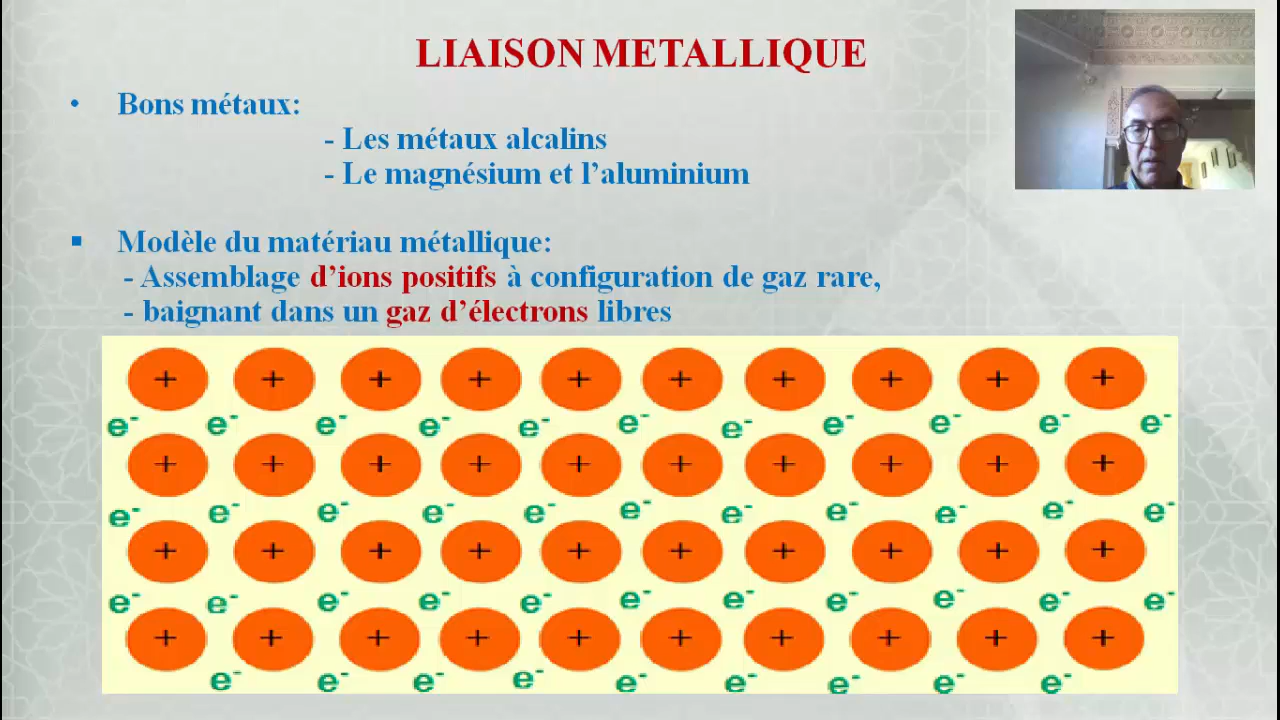 LIAISON METALLIQUE
• Bons métaux:
- Les métaux alcalins
- Le magnésium et l’aluminium
▪ Modèle du matériau métallique:
- Assemblage d’ions positifs à configuration de gaz rare,
- baignant dans un gaz d’électrons libres
+ + + + + + + + + +
e- e- e- e- e- e- e- e- e- e- e-
+ + + + + + + + + +
e- e- e- e- e- e- e- e- e- e- e-
+ + + + + + + + + +
e- e- e- e- e- e- e- e- e- e- e-
+ + + + + + + + + +
e- e- e- e- e- e- e- e- e-